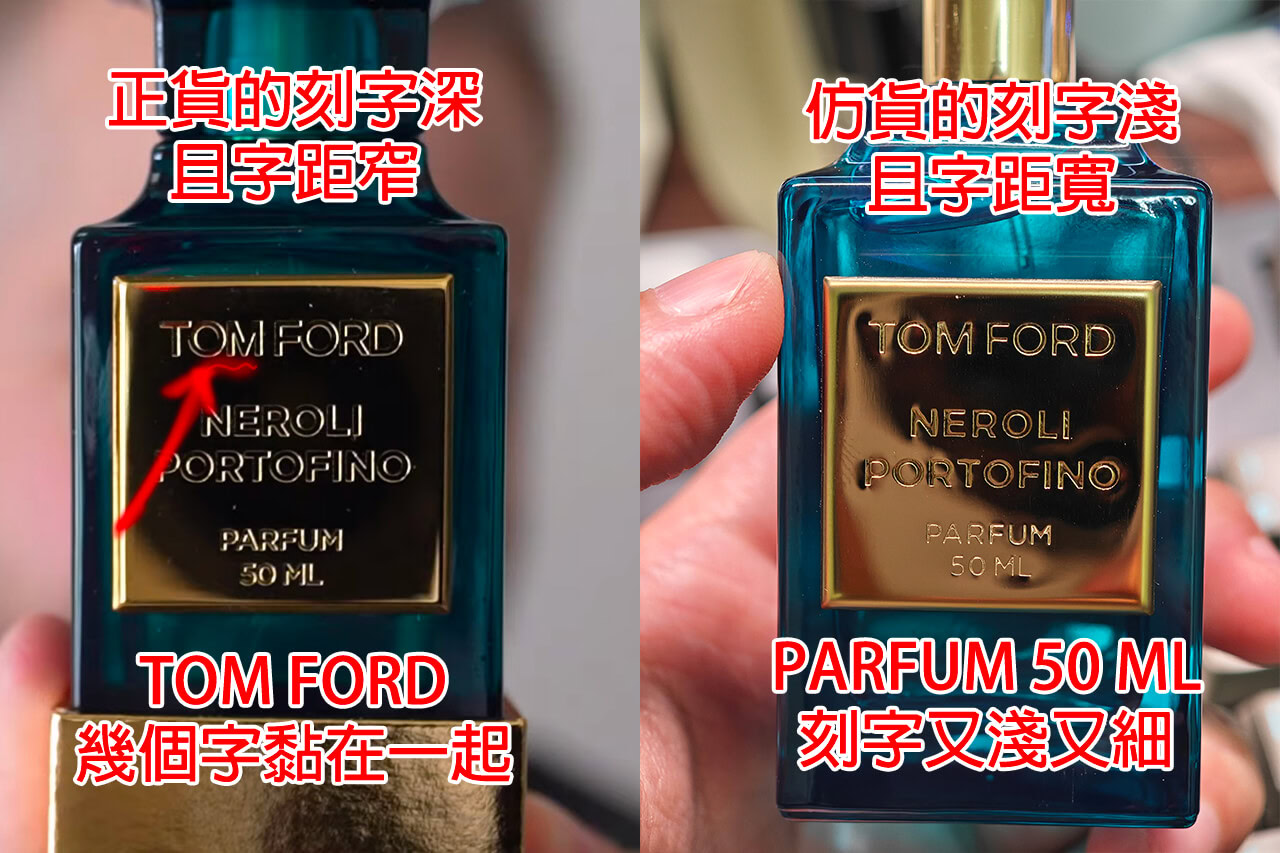 正貨的刻字深
且字距窄
TOM FORD
NEROLI
PORTOFINO
PARFUM
50 ML
TOM FORD
幾個字黏在一起
仿貨的刻字淺
且字距寬
TOM FORD
NEROLI
PORTOFINO
PARFUM
50 ML
PARFUM 50 ML
刻字又淺又細